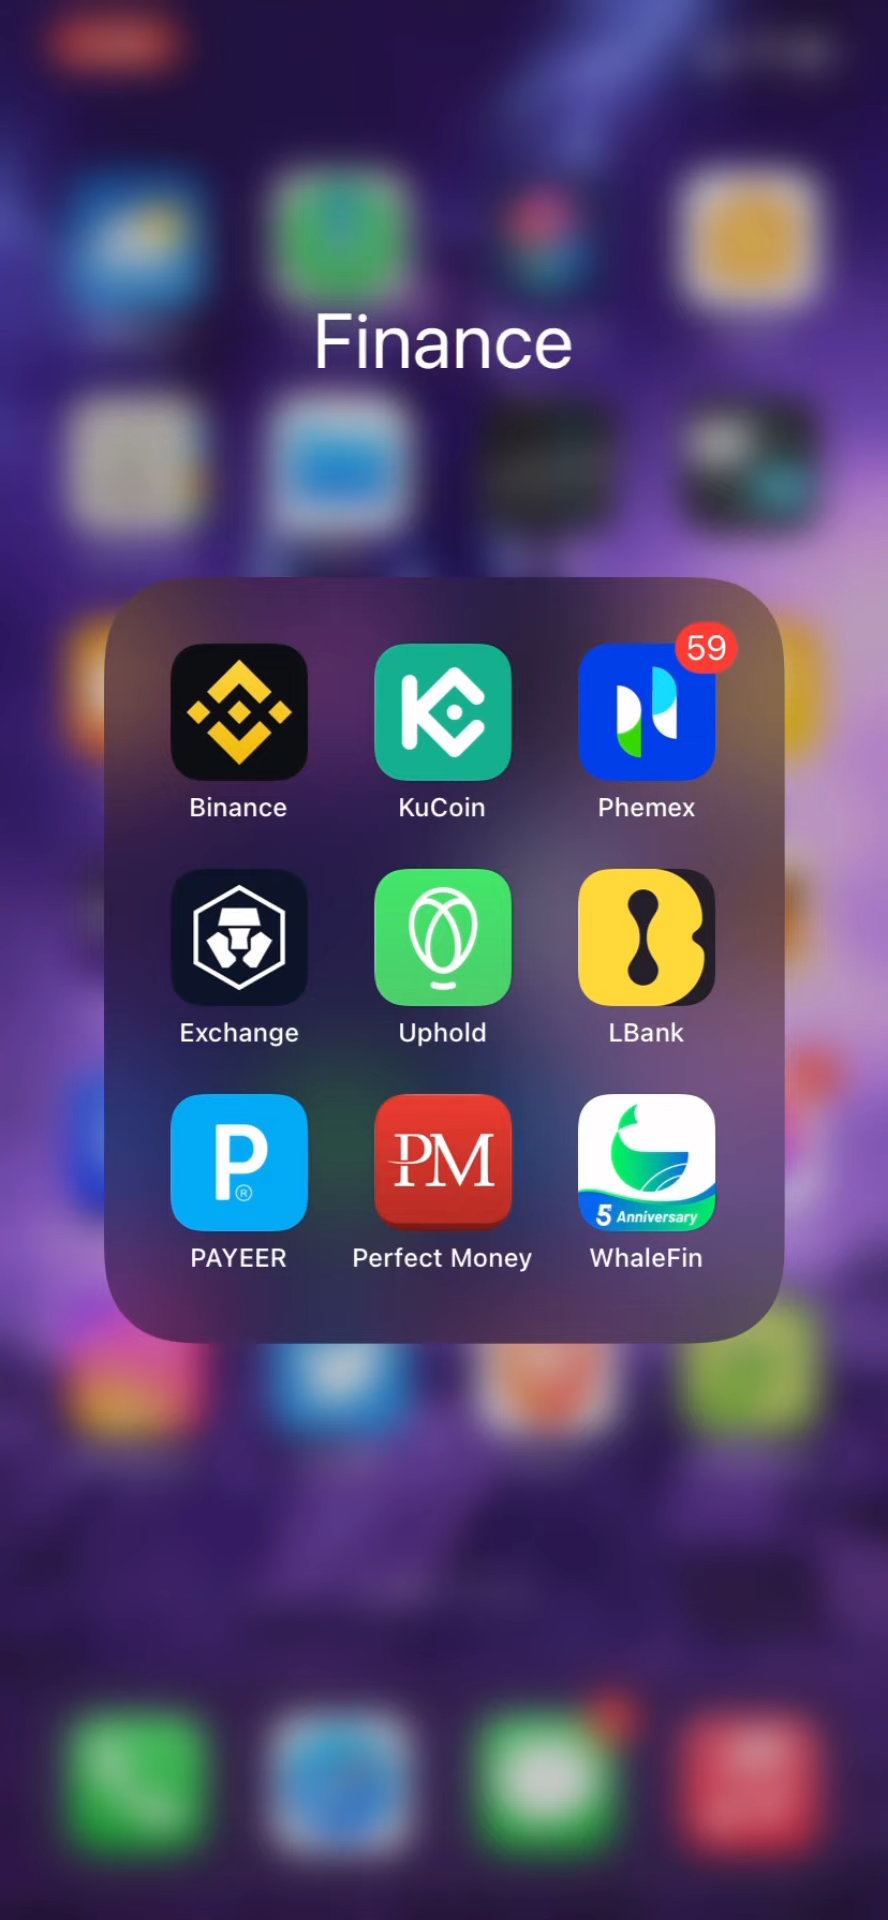 Finance
59
Binance
KuCoin
Phemex
Exchange
Uphold
LBank
P
®
PM
5 Anniversary
PAYEER
Perfect Money
WhaleFin